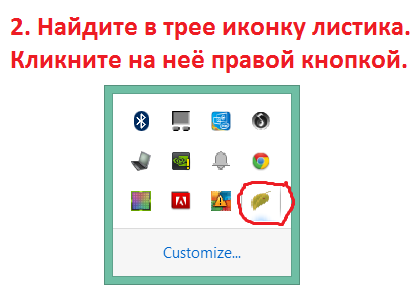 2. Найдите в трее иконку листика.
Кликните на неё правой кнопкой.
Customize...